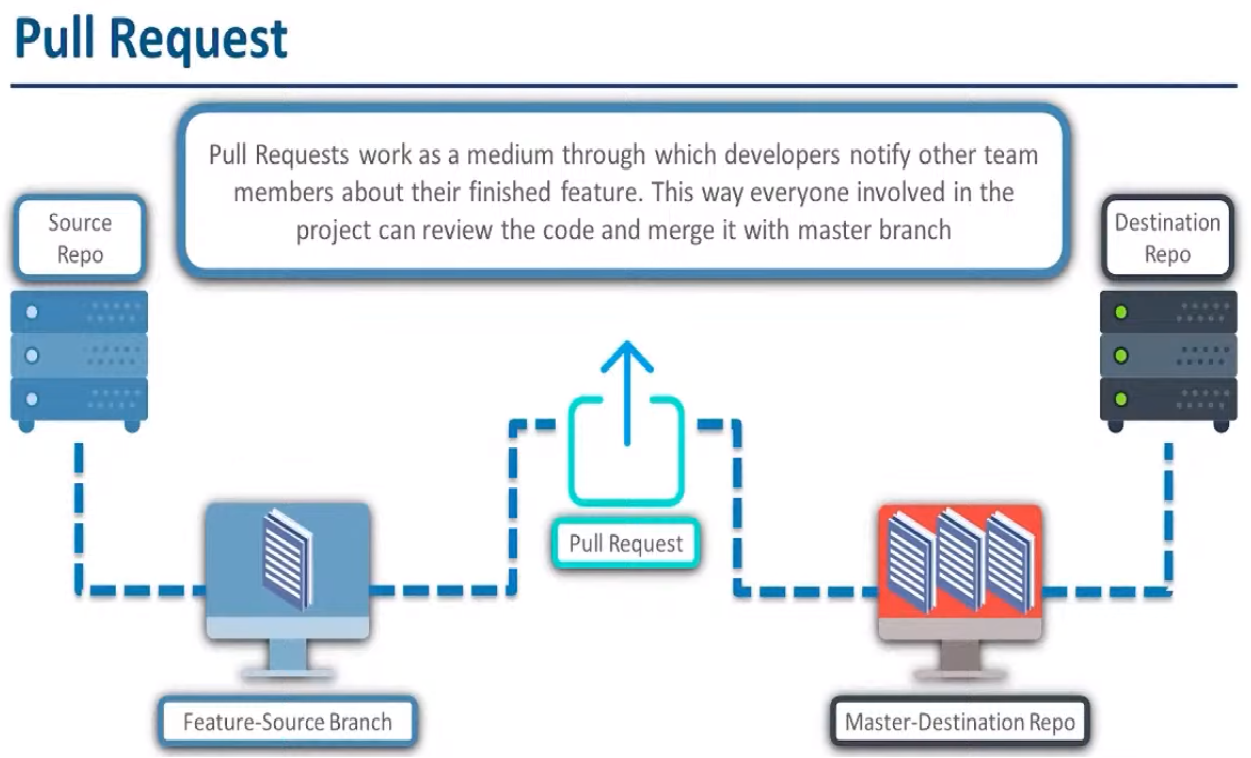 Pull Request
Pull Requests work as a medium through which developers notify other team
members about their finished feature. This way everyone involved in the
project can review the code and merge it with master branch
Source
Repo
Destination
Repo
Pull Request
Feature-Source Branch
Master-Destination Repo